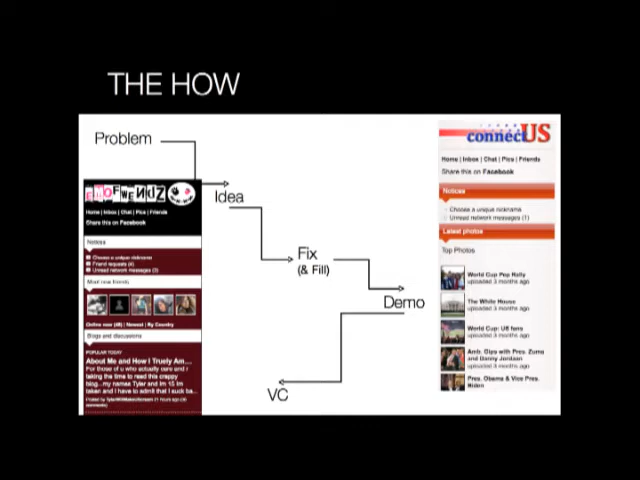 THE HOW
Problem
Idea
Fix
(& Fill)
Demo
VC
EMOFWENDZ
Home | Inbox | Chat | Pics | Friends
Share this on Facebook
Notices
Choose a unique nickname
Friend requests (4)
Unread network messages (3)
Most new friends
Online now (48) | Newest | By Country
Blogs and discussions
POPULAR TODAY
About Me and How I Truely Am....
For those of u who actually care and r
taking the time to read this creepy
blog...my names Tyler and im 15 im
taken and i have to admit that I suck ba...
connectUS
Home | Inbox | Chat | Pics | Friends
Share this on Facebook
Notices
Choose a unique nickname
Unread network messages (1)
Latest photos
Top Photos
World Cup Pep Rally
uploaded 3 months ago
The White House
uploaded 3 months ago
World Cup: US fans
uploaded 3 months ago
Amb. Gips with Pres. Zuma
and Danny Jordaan
uploaded 3 months ago
Pres. Obama & Vice Pres.
Biden